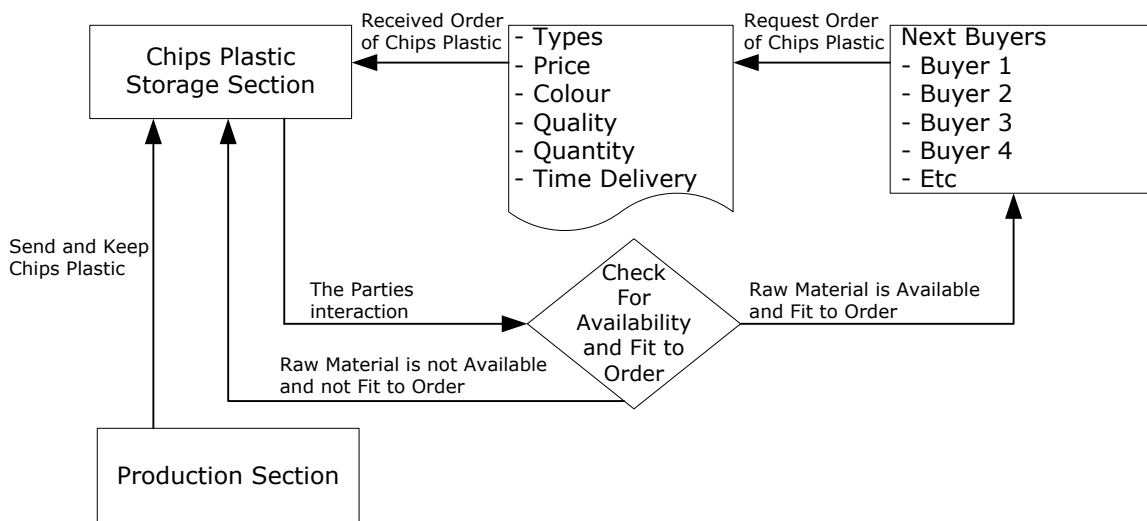 Chips Plastic
Storage Section
Received Order
of Chips Plastic
- Types
- Price
- Colour
- Quality
- Quantity
- Time Delivery
Request Order
of Chips Plastic
Next Buyers
- Buyer 1
- Buyer 2
- Buyer 3
- Buyer 4
- Etc
Send and Keep
Chips Plastic
The Parties
interaction
Check
For
Availability
and Fit to
Order
Raw Material is Available
and Fit to Order
Raw Material is not Available
and not Fit to Order
Production Section